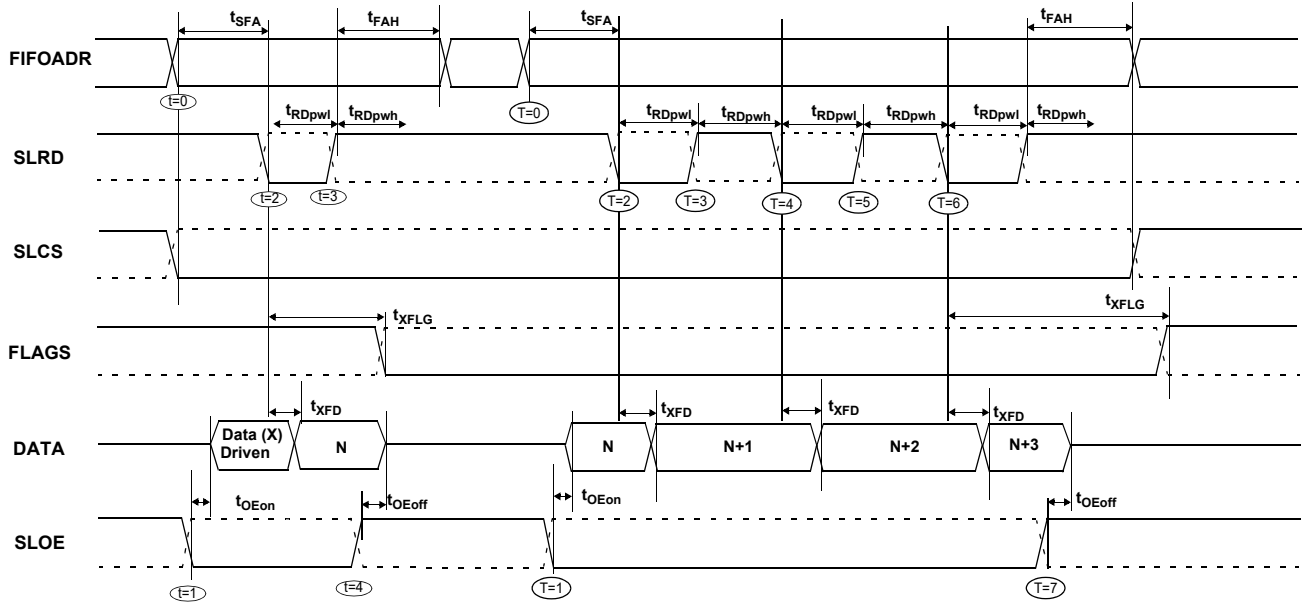 tSFA tFAH tSFA tFAH
FIFOADR
t=0 T=0
tRDpwl tRDpwh tRDpwl tRDpwh tRDpwl tRDpwh tRDpwl tRDpwh
SLRD
t=2 t=3 T=2 T=3 T=4 T=5 T=6
SLCS
tXFLG tXFLG
FLAGS
tXFD tXFD tXFD tXFD
DATA
Data (X)
Driven
N N N+1 N+2 N+3
tOEon tOEoff tOEon tOEoff
SLOE
t=1 t=4 T=1 T=7